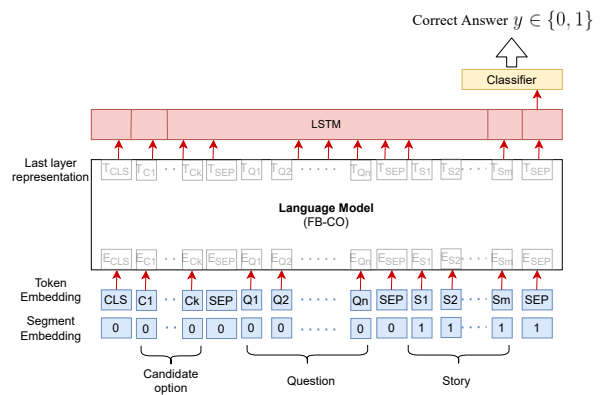 Correct Answer y ∈ {0, 1}
Classifier
LSTM
Last layer
representation
T_CLS T_C1 ·· T_Ck T_SEP T_Q1 T_Q2 ····· T_Qn T_SEP T_S1 T_S2 ···· T_Sm T_SEP
Language Model
(FB-CO)
E_CLS E_C1 ·· E_Ck E_SEP E_Q1 E_Q2 ····· E_Qn E_SEP E_S1 E_S2 ···· E_Sm E_SEP
Token
Embedding
CLS C1 ·· Ck SEP Q1 Q2 ····· Qn SEP S1 S2 ···· Sm SEP
Segment
Embedding
0 0 ·· 0 0 0 0 ····· 0 0 1 1 ···· 1 1
Candidate
option
Question
Story